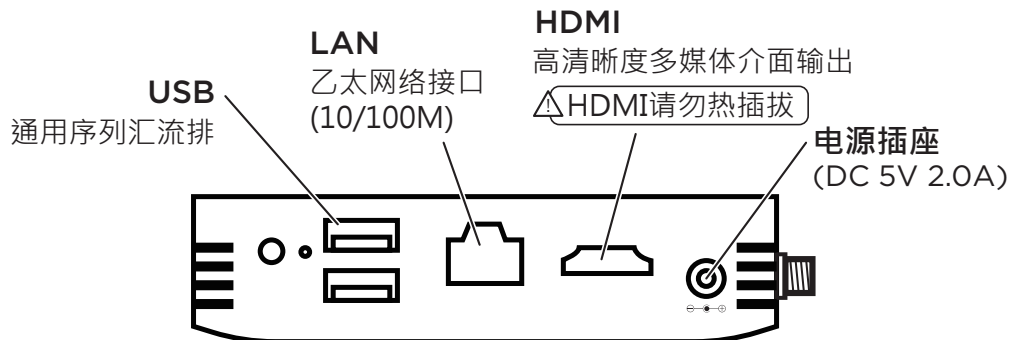 USB
通用序列汇流排
LAN
乙太网络接口
(10/100M)
HDMI
高清晰度多媒体介面输出
⚠HDMI请勿热插拔
电源插座
(DC 5V 2.0A)